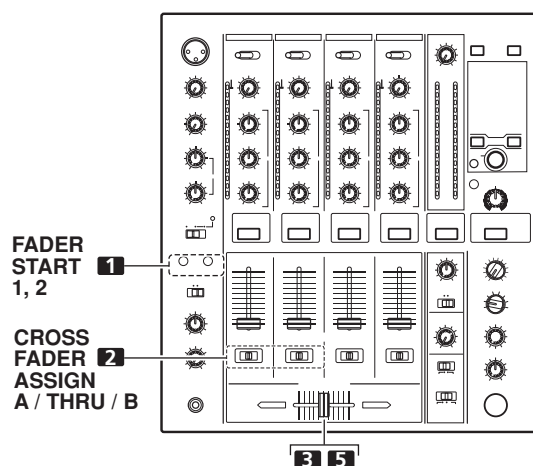 FADER
START 1
1, 2
CROSS
FADER 2
ASSIGN
A / THRU / B
3 5